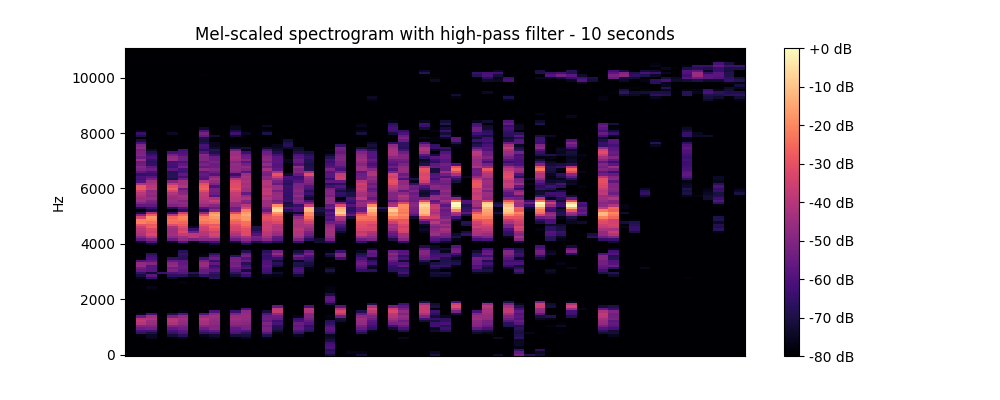 Mel-scaled spectrogram with high-pass filter - 10 seconds
+0 dB
10000
-10 dB
8000
-20 dB
-30 dB
6000
Hz
-40 dB
4000
-50 dB
-60 dB
2000
-70 dB
0
-80 dB